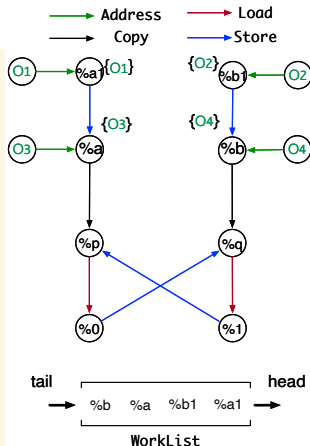 Address Load
Copy Store
O1 %a1 {O1} {O2} %b1 O2
{O3} {O4}
O3 %a %b O4
%p %q
%0 %1
tail head
%b %a %b1 %a1
WorkList